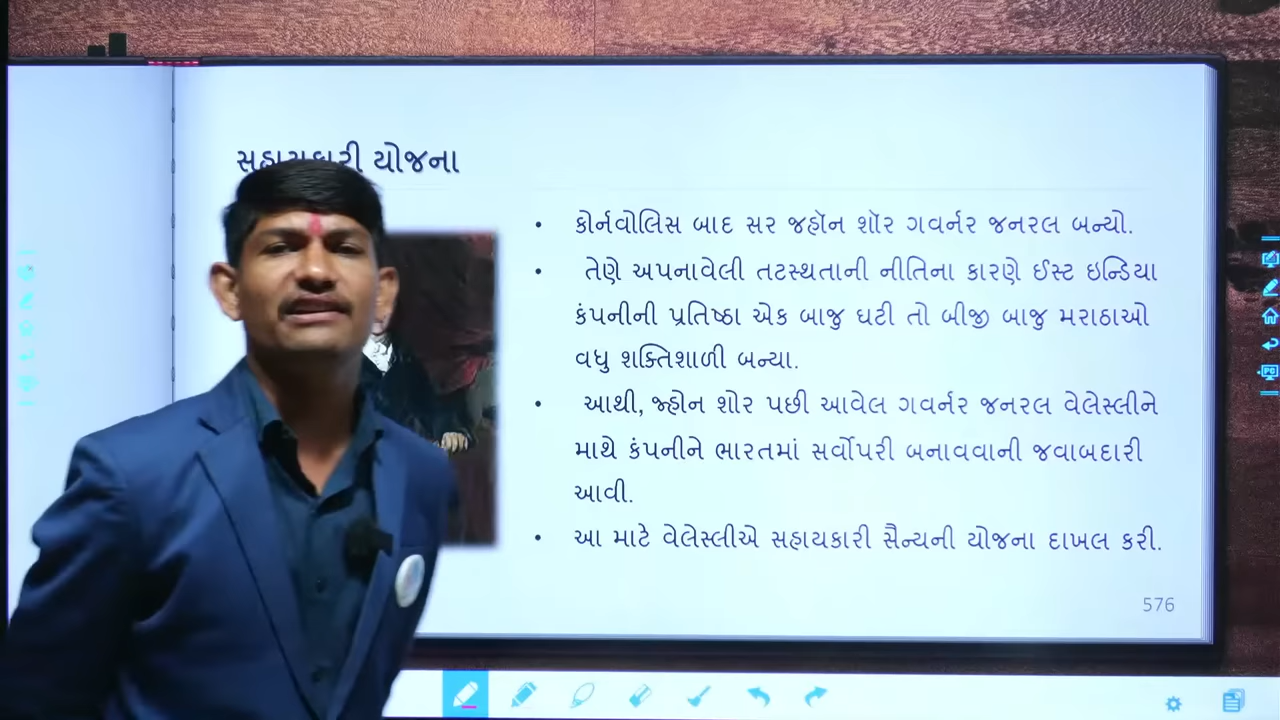 સહાયકારી યોજના
• કોર્નવોલિસ બાદ સર જ્હૉન શૉર ગવર્નર જનરલ બન્યો.
• તેણે અપનાવેલી તટસ્થતાની નીતિના કારણે ઈસ્ટ ઇન્ડિયા
કંપનીની પ્રતિષ્ઠા એક બાજુ ઘટી તો બીજી બાજુ મરાઠાઓ
વધુ શક્તિશાળી બન્યા.
• આથી, જ્હોન શોર પછી આવેલ ગવર્નર જનરલ વેલેસ્લીને
માથે કંપનીને ભારતમાં સર્વોપરી બનાવવાની જવાબદારી
આવી.
• આ માટે વેલેસ્લીએ સહાયકારી સૈન્યની યોજના દાખલ કરી.
576
PC